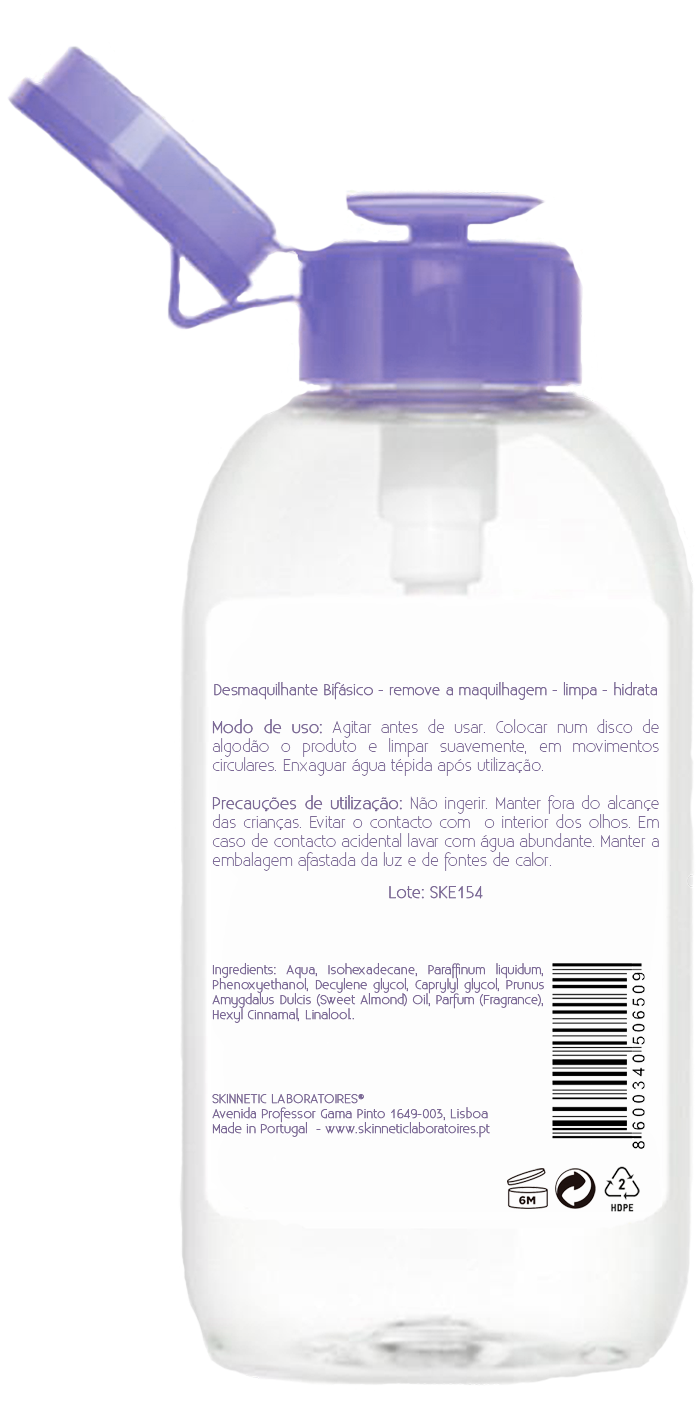 Desmaquilhante Bifásico - remove a maquilhagem - limpa - hidrata
Modo de uso: Agitar antes de usar. Colocar num disco de
algodão o produto e limpar suavemente, em movimentos
circulares. Enxaguar água tépida após utilização.
Precauções de utilização: Não ingerir. Manter fora do alcançe
das crianças. Evitar o contacto com o interior dos olhos. Em
caso de contacto acidental lavar com água abundante. Manter a
embalagem afastada da luz e de fontes de calor.
Lote: SKE154
Ingredients: Aqua, Isohexadecane, Paraffinum liquidum,
Phenoxyethanol, Decylene glycol, Caprylyl glycol, Prunus
Amygdalus Dulcis (Sweet Almond) Oil, Parfum (Fragrance),
Hexyl Cinnamal, Linalool.
8 600340 506509
SKINNETIC LABORATOIRES®
Avenida Professor Gama Pinto 1649-003, Lisboa
Made in Portugal - www.skinneticlaboratoires.pt
6M
2
HDPE